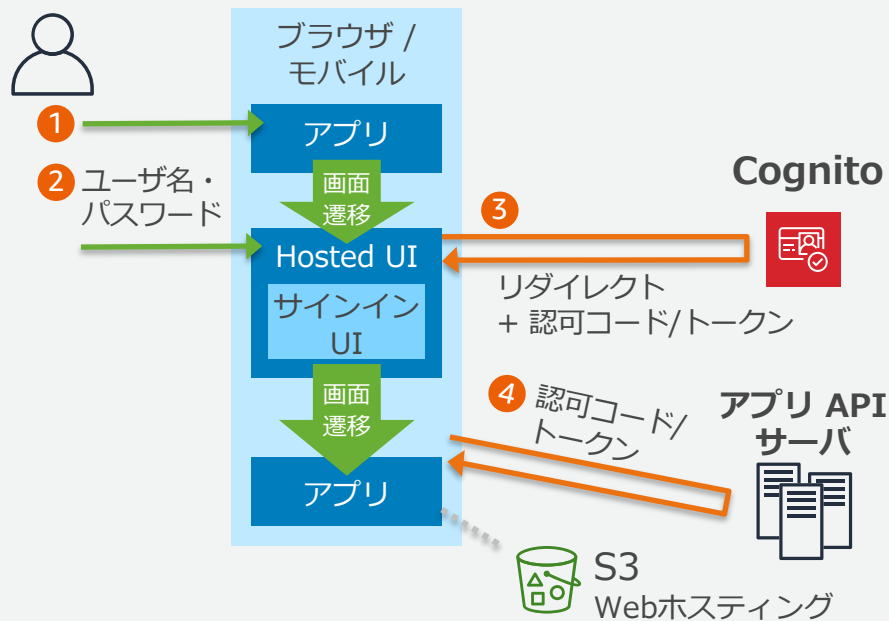 ブラウザ /
モバイル
1
アプリ
2
ユーザ名・
パスワード
画面
遷移
Cognito
3
Hosted UI
サインイン
UI
リダイレクト
+ 認可コード/トークン
画面
遷移
4
認可コード/
トークン
アプリ API
サーバ
アプリ
S3
Webホスティング